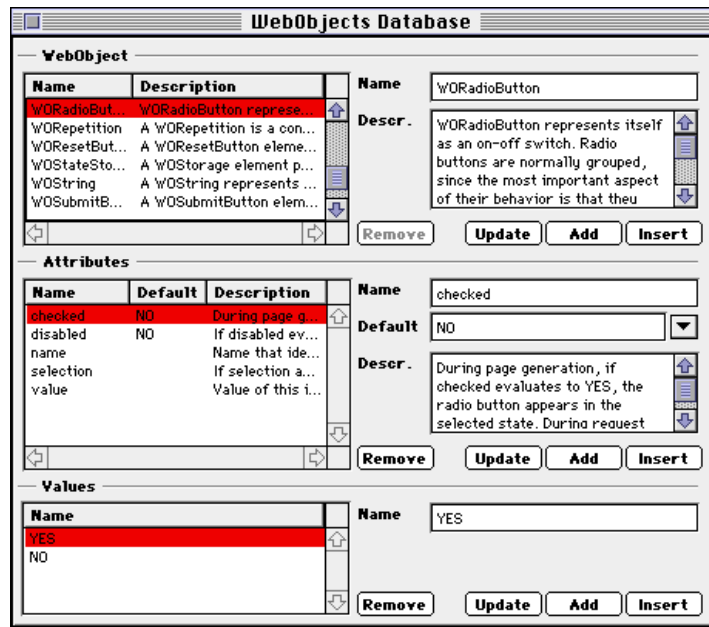 WebObjects Database
WebObject
Name Description
WORadioBut... WORadioButton represe...
WORepetition A WORepetition is a con...
WOResetBut... A WOResetButton eleme...
WOStateSto... A WOStorage element p...
WOString A WOString represents ...
WOSubmitB... A WOSubmitButton elem...
Name WORadioButton
Descr. WORadioButton represents itself
as an on-off switch. Radio
buttons are normally grouped,
since the most important aspect
of their behavior is that theu
Remove Update Add Insert
Attributes
Name Default Description
checked NO During page g...
disabled NO If disabled ev...
name Name that ide...
selection If selection a...
value Value of this i...
Name checked
Default NO
Descr. During page generation, if
checked evaluates to YES, the
radio button appears in the
selected state. During request
Remove Update Add Insert
Values
Name
YES
NO
Name YES
Remove Update Add Insert